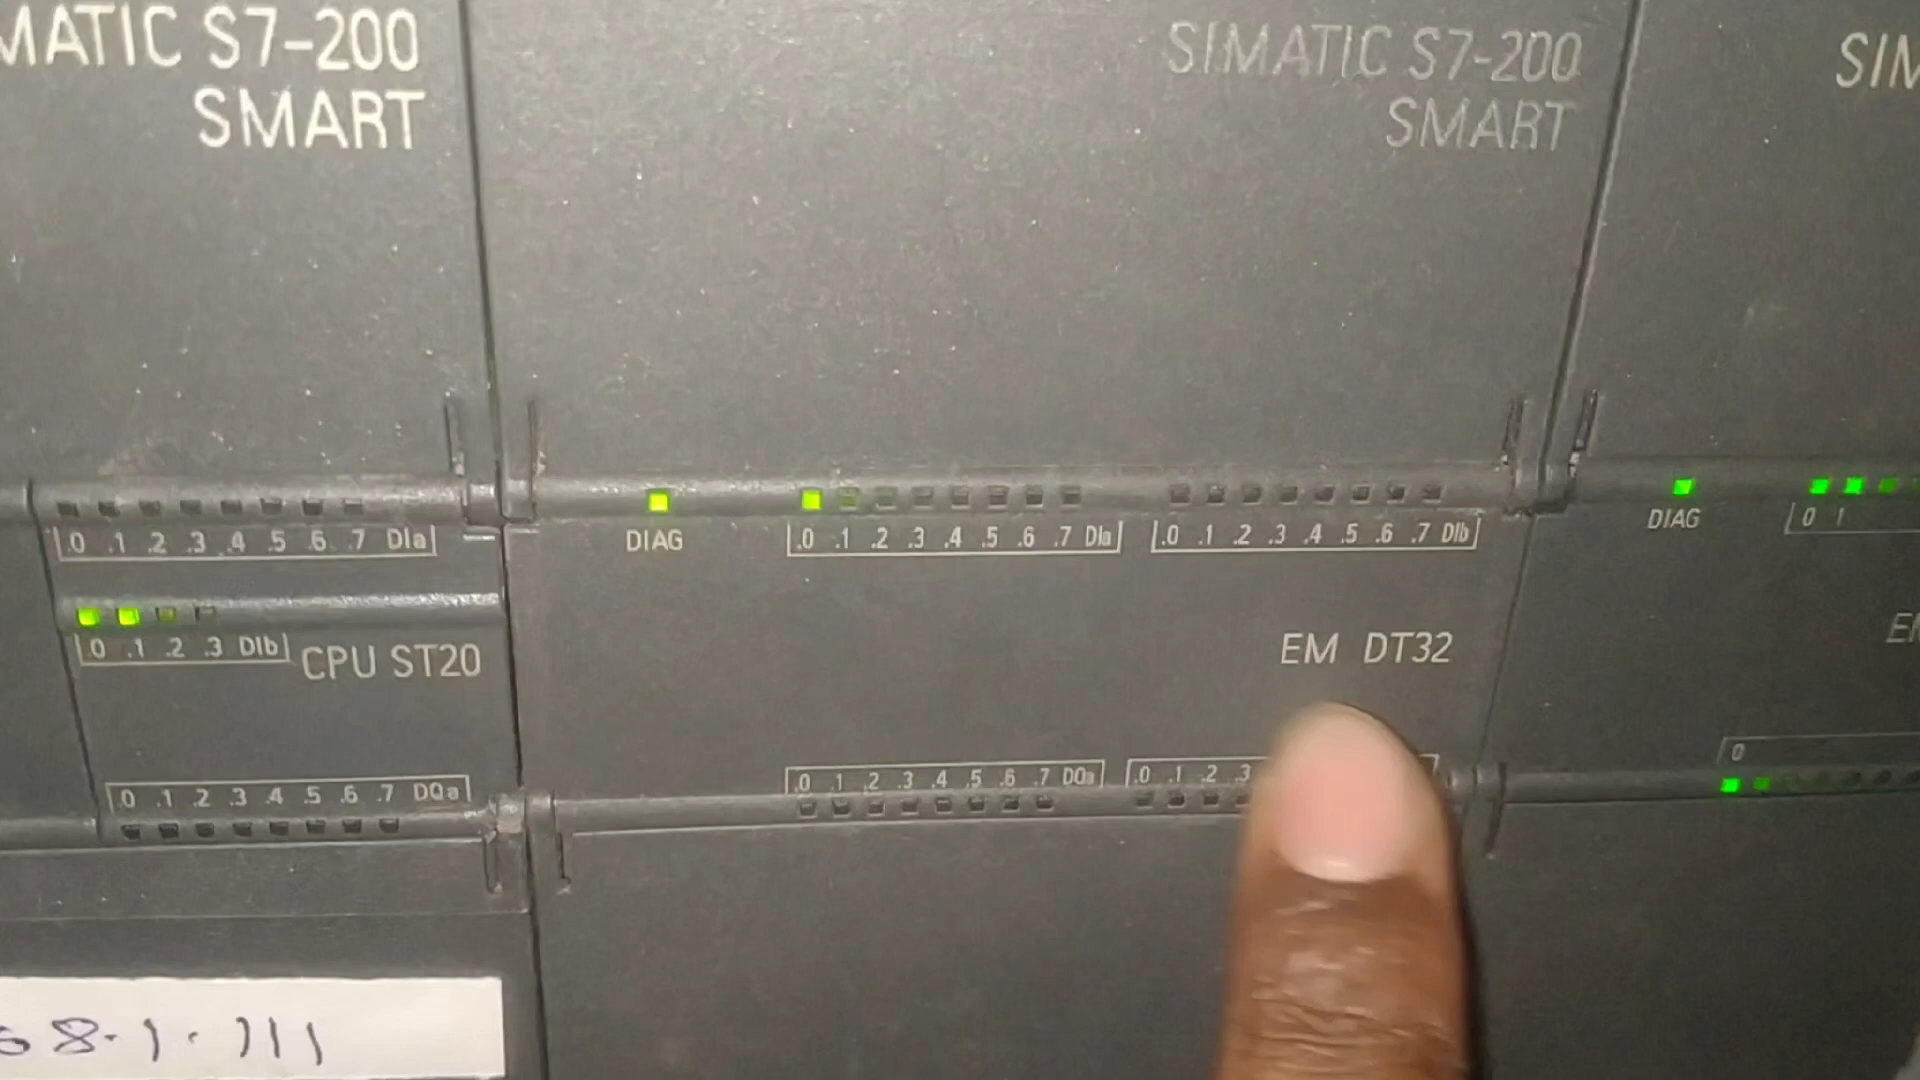 MATIC S7-200
SMART
SIMATIC S7-200
SMART
SIM
.0 .1 .2 .3 .4 .5 .6 .7 DIa
DIAG
.0 .1 .2 .3 .4 .5 .6 .7 DIa
.0 .1 .2 .3 .4 .5 .6 .7 DIb
DIAG
0 1
.0 .1 .2 .3 DIb
CPU ST20
EM DT32
.0 .1 .2 .3 .4 .5 .6 .7 DQa
.0 .1 .2 .3 .4 .5 .6 .7 DQa
.0 .1 .2 .3
0
68.1.111